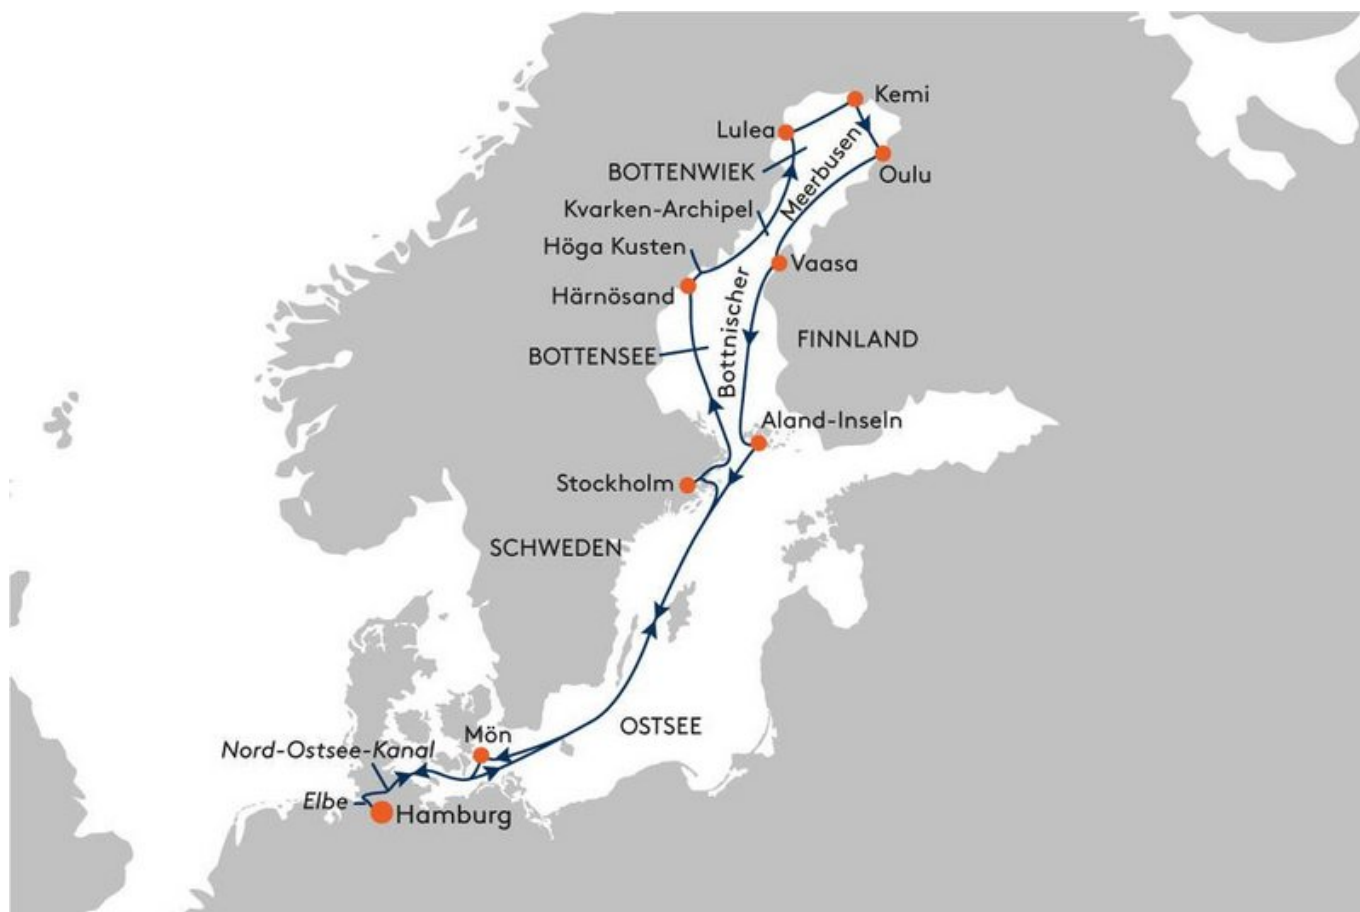 Kemi
Lulea
Meerbusen
BOTTENWIEK
Oulu
Kvarken-Archipel
Höga Kusten
Vaasa
Härnösand
Bottnischer
FINNLAND
BOTTENSEE
Aland-Inseln
Stockholm
SCHWEDEN
OSTSEE
Mön
Nord-Ostsee-Kanal
Elbe
Hamburg